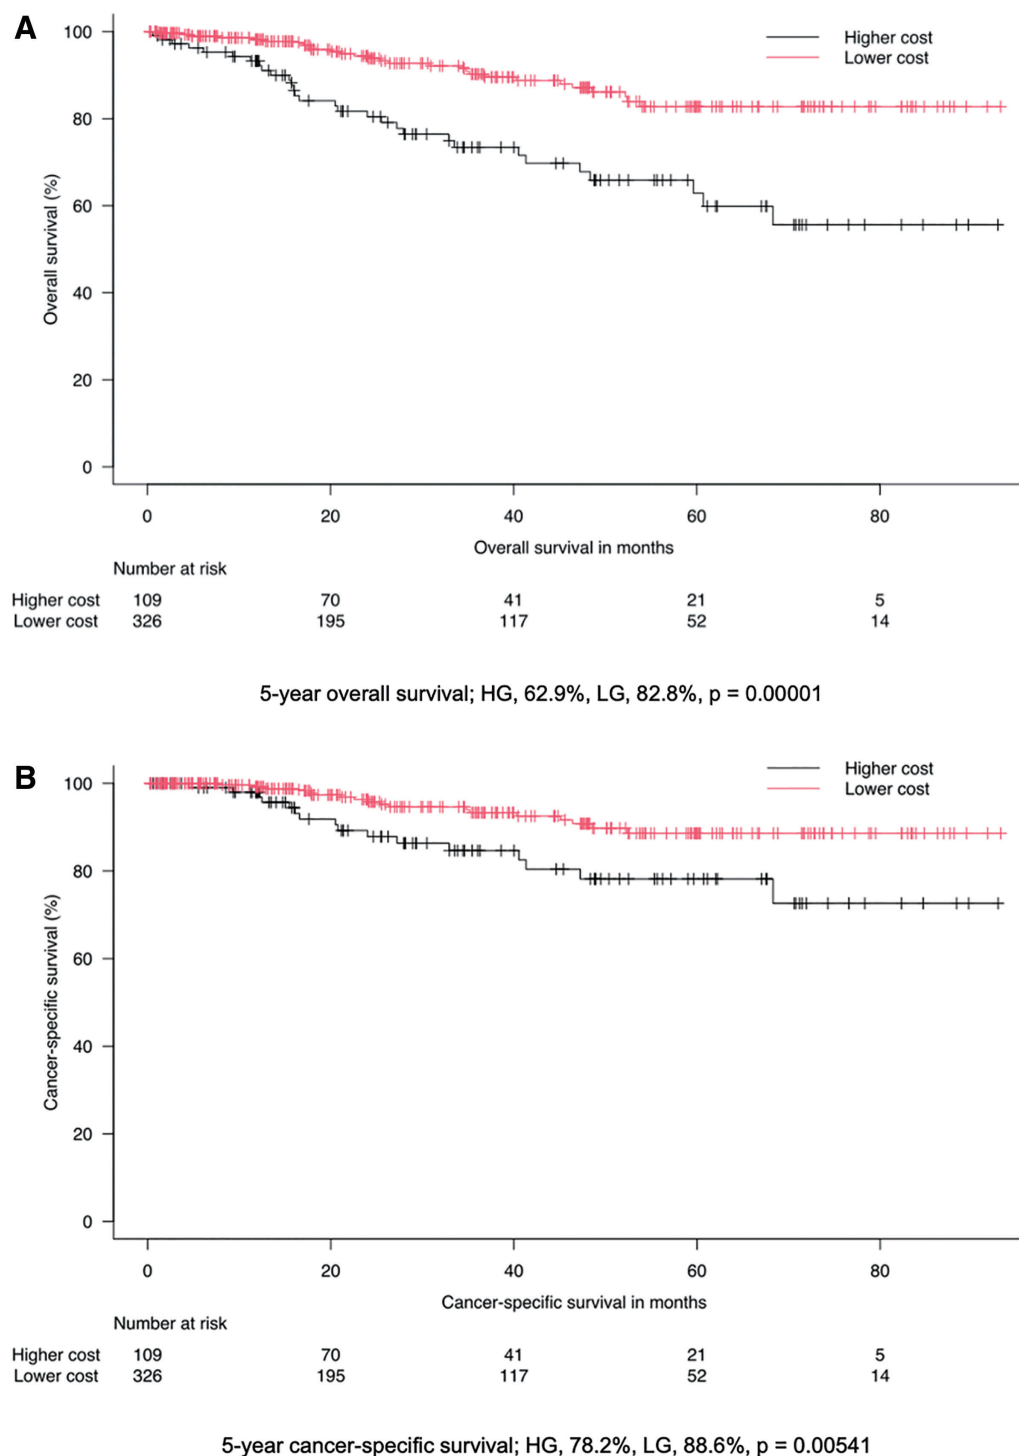 A
100
80
60
40
20
0
Overall survival (%)
Higher cost
Lower cost
0 20 40 60 80
Overall survival in months
Number at risk
Higher cost 109 70 41 21 5
Lower cost 326 195 117 52 14
5-year overall survival; HG, 62.9%, LG, 82.8%, p = 0.00001
B
100
80
60
40
20
0
Cancer-specific survival (%)
Higher cost
Lower cost
0 20 40 60 80
Cancer-specific survival in months
Number at risk
Higher cost 109 70 41 21 5
Lower cost 326 195 117 52 14
5-year cancer-specific survival; HG, 78.2%, LG, 88.6%, p = 0.00541